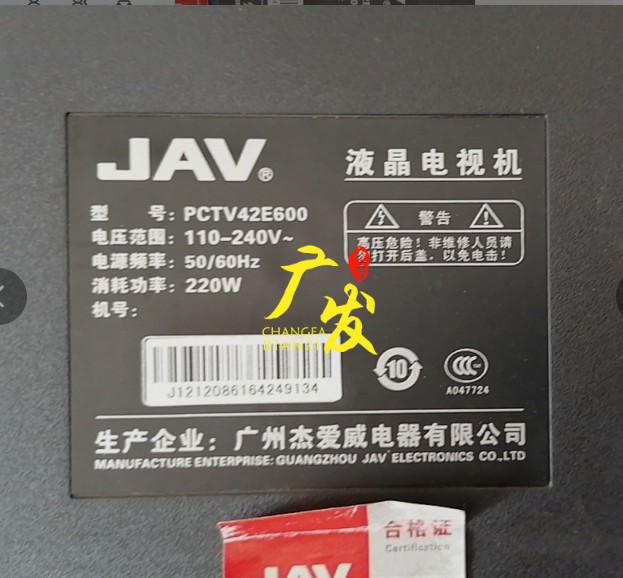 JAV®
液晶电视机
型 号: PCTV42E600
电压范围: 110-240V~
电源频率: 50/60Hz
消耗功率: 220W
机号:
警告
高压危险! 非维修人员请
勿打开后盖, 以免电击!
广发
CHANGFA
J1212086164249134
10
CCC
A047724
生产企业: 广州杰爱威电器有限公司
MANUFACTURE ENTERPRISE: GUANGZHOU JAV ELECTRONICS CO.,LTD
合格证
Certification
JAV